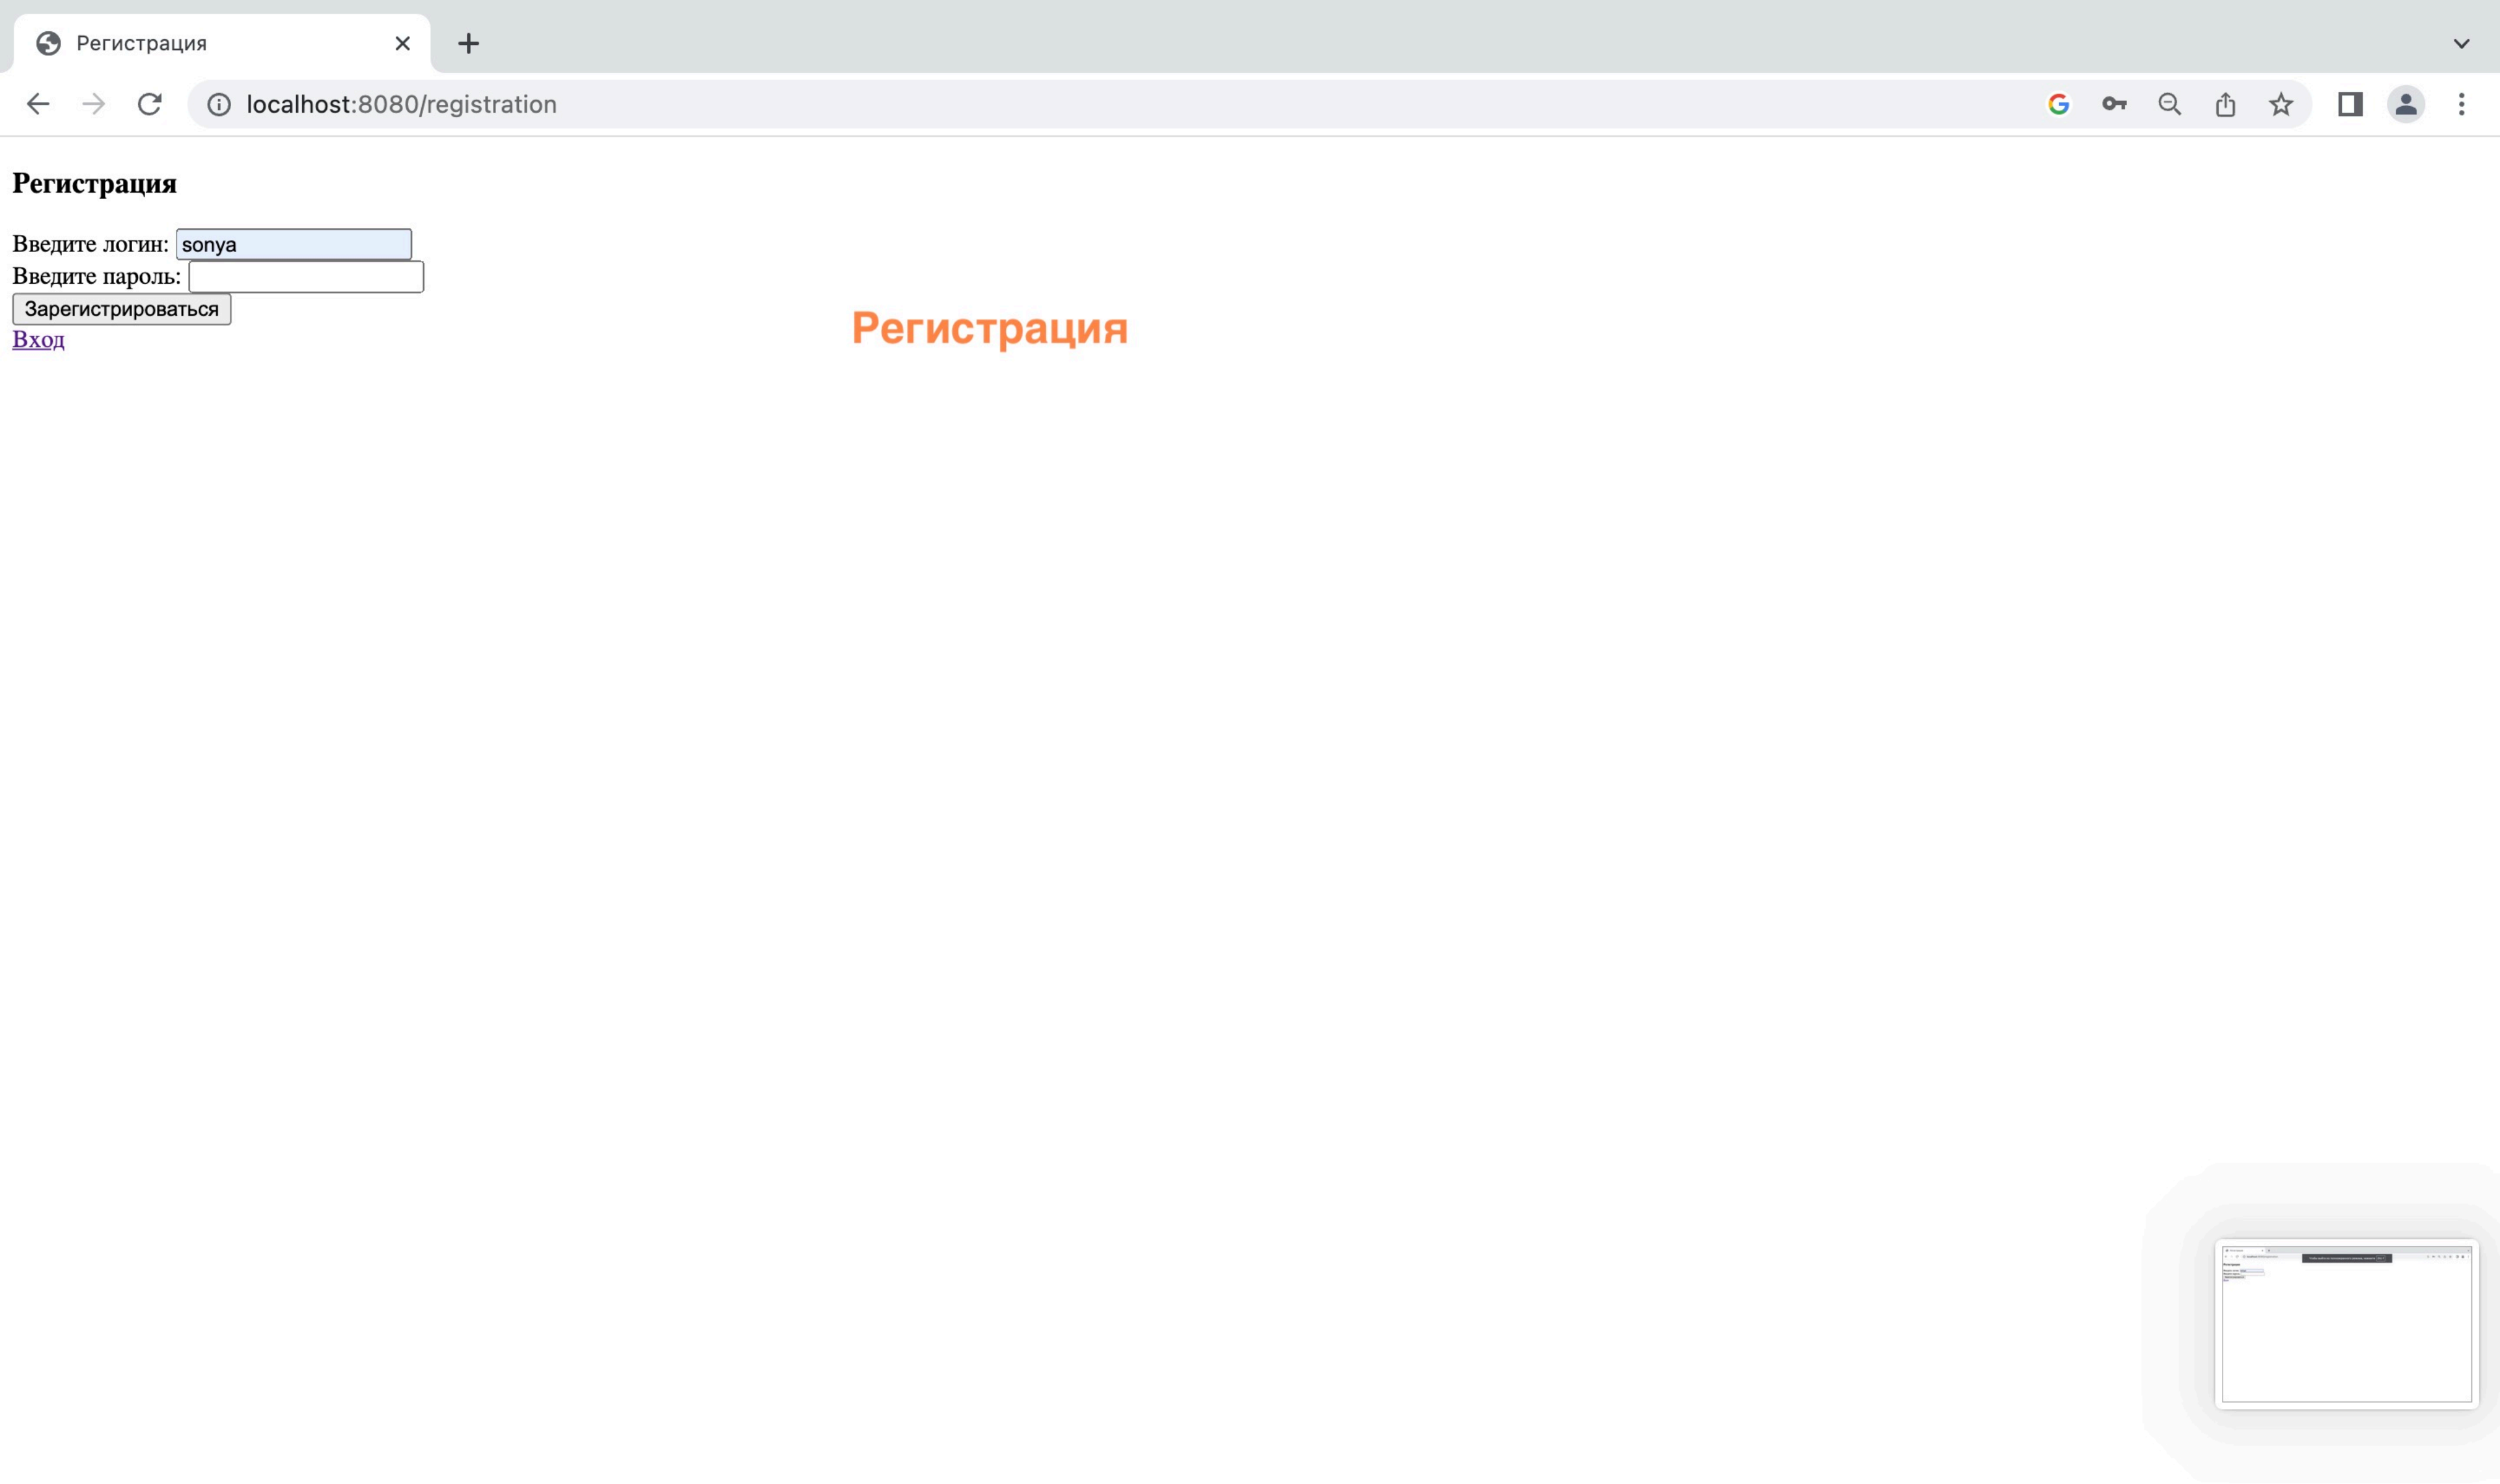 Регистрация
localhost:8080/registration
Регистрация
Введите логин: sonya
Введите пароль:
Зарегистрироваться
Вход
Регистрация